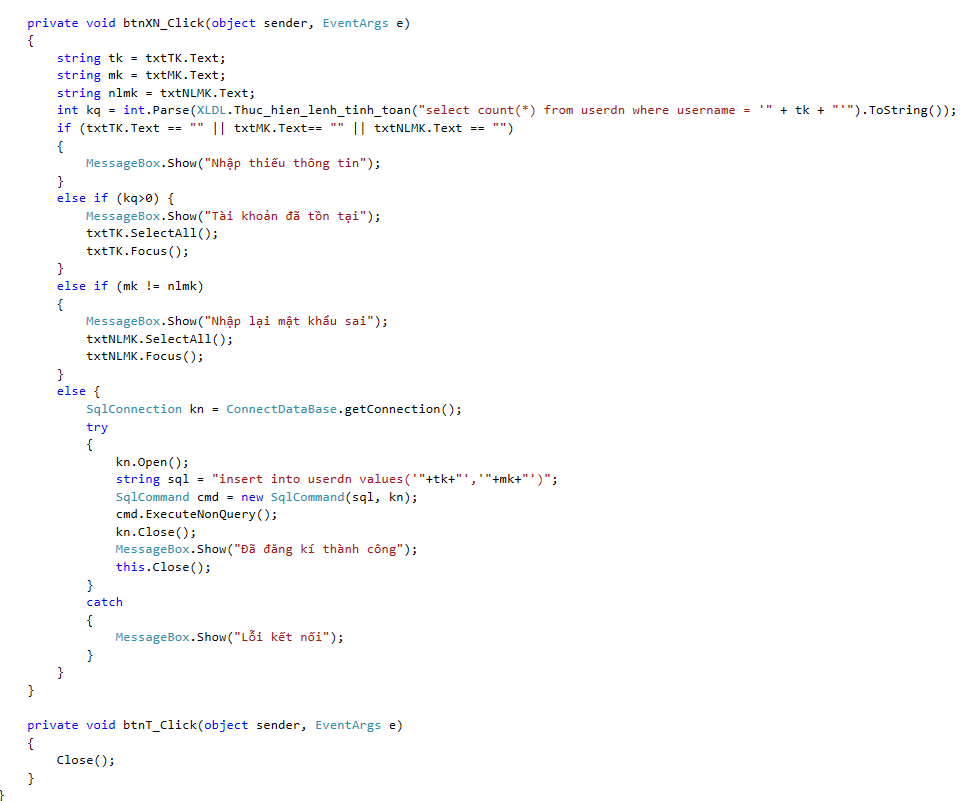 private void btnXN_Click(object sender, EventArgs e)
{
string tk = txtTK.Text;
string mk = txtMK.Text;
string nlmk = txtNLMK.Text;
int kq = int.Parse(XLDL.Thuc_hien_lenh_tinh_toan("select count(*) from userdn where username = '" + tk + "'").ToString());
if (txtTK.Text == "" || txtMK.Text== "" || txtNLMK.Text == "")
{
MessageBox.Show("Nhập thiếu thông tin");
}
else if (kq>0) {
MessageBox.Show("Tài khoản đã tồn tại");
txtTK.SelectAll();
txtTK.Focus();
}
else if (mk != nlmk)
{
MessageBox.Show("Nhập lại mật khẩu sai");
txtNLMK.SelectAll();
txtNLMK.Focus();
}
else {
SqlConnection kn = ConnectDataBase.getConnection();
try
{
kn.Open();
string sql = "insert into userdn values('"+tk+"','"+mk+"')";
SqlCommand cmd = new SqlCommand(sql, kn);
cmd.ExecuteNonQuery();
kn.Close();
MessageBox.Show("Đã đăng kí thành công");
this.Close();
}
catch
{
MessageBox.Show("Lỗi kết nối");
}
}
}
private void btnT_Click(object sender, EventArgs e)
{
Close();
}
}